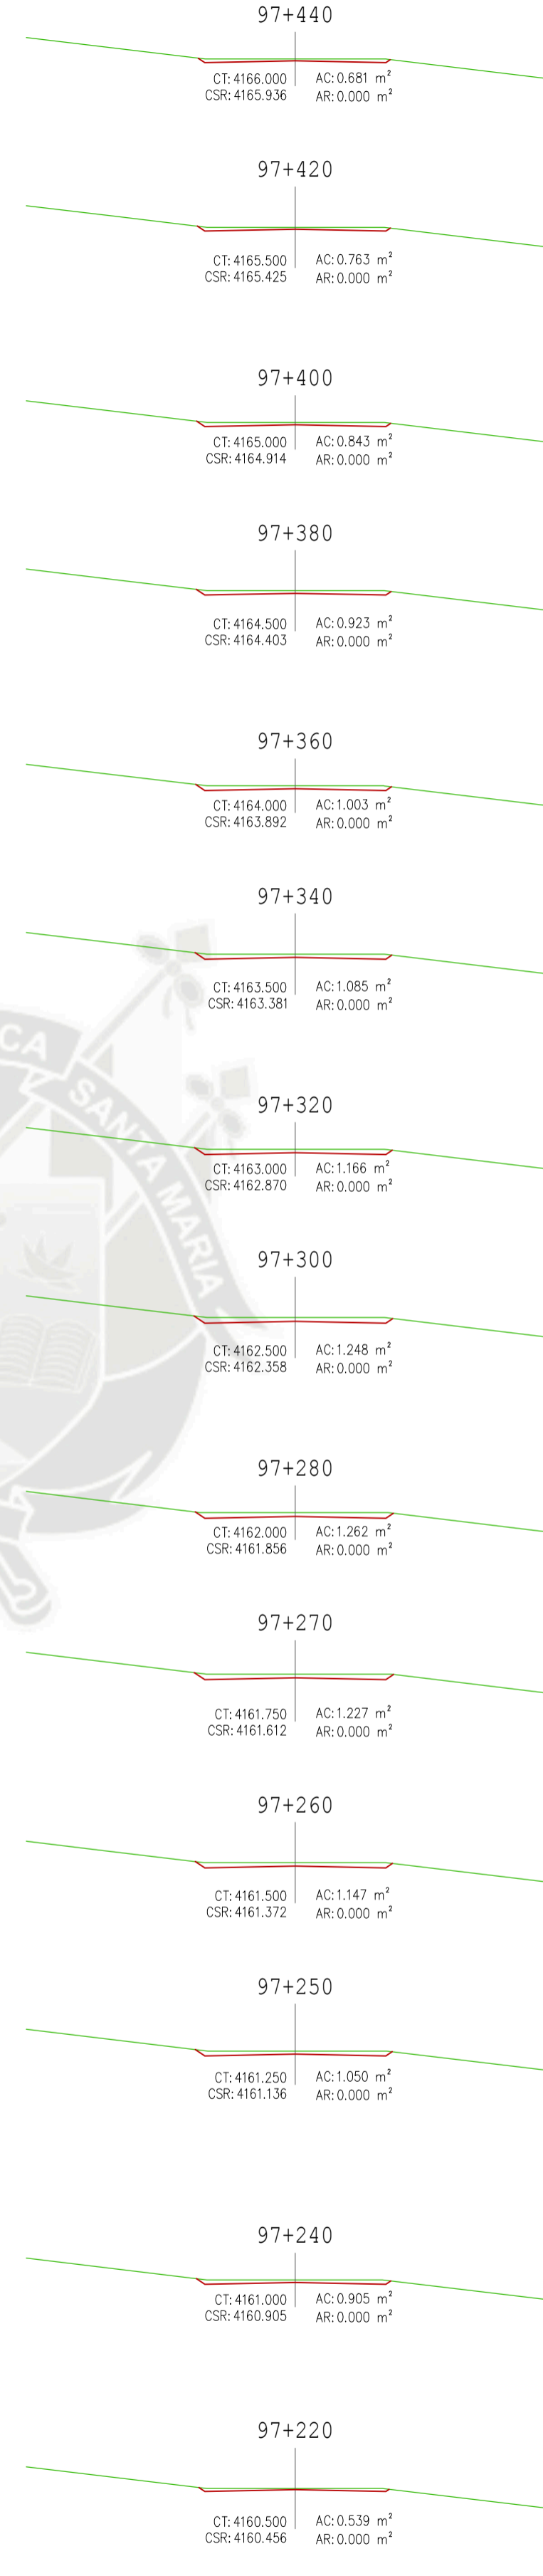 97+440
CT: 4166.000 AC: 0.681 m²
CSR: 4165.936 AR: 0.000 m²
97+420
CT: 4165.500 AC: 0.763 m²
CSR: 4165.425 AR: 0.000 m²
97+400
CT: 4165.000 AC: 0.843 m²
CSR: 4164.914 AR: 0.000 m²
97+380
CT: 4164.500 AC: 0.923 m²
CSR: 4164.403 AR: 0.000 m²
97+360
CT: 4164.000 AC: 1.003 m²
CSR: 4163.892 AR: 0.000 m²
97+340
CT: 4163.500 AC: 1.085 m²
CSR: 4163.381 AR: 0.000 m²
CA SANTA MARIA
97+320
CT: 4163.000 AC: 1.166 m²
CSR: 4162.870 AR: 0.000 m²
97+300
CT: 4162.500 AC: 1.248 m²
CSR: 4162.358 AR: 0.000 m²
97+280
CT: 4162.000 AC: 1.262 m²
CSR: 4161.856 AR: 0.000 m²
97+270
CT: 4161.750 AC: 1.227 m²
CSR: 4161.612 AR: 0.000 m²
97+260
CT: 4161.500 AC: 1.147 m²
CSR: 4161.372 AR: 0.000 m²
97+250
CT: 4161.250 AC: 1.050 m²
CSR: 4161.136 AR: 0.000 m²
97+240
CT: 4161.000 AC: 0.905 m²
CSR: 4160.905 AR: 0.000 m²
97+220
CT: 4160.500 AC: 0.539 m²
CSR: 4160.456 AR: 0.000 m²